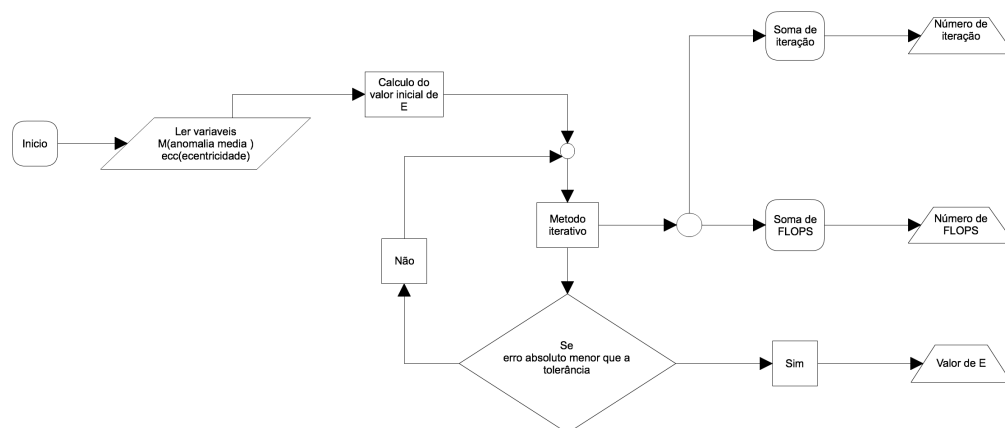 Inicio
Ler variaveis
M(anomalia media )
ecc(ecentricidade)
Calculo do
valor inicial de
E
Soma de
iteração
Número de
iteração
Metodo
iterativo
Soma de
FLOPS
Número de
FLOPS
Não
Se
erro absoluto menor que a
tolerância
Sim
Valor de E